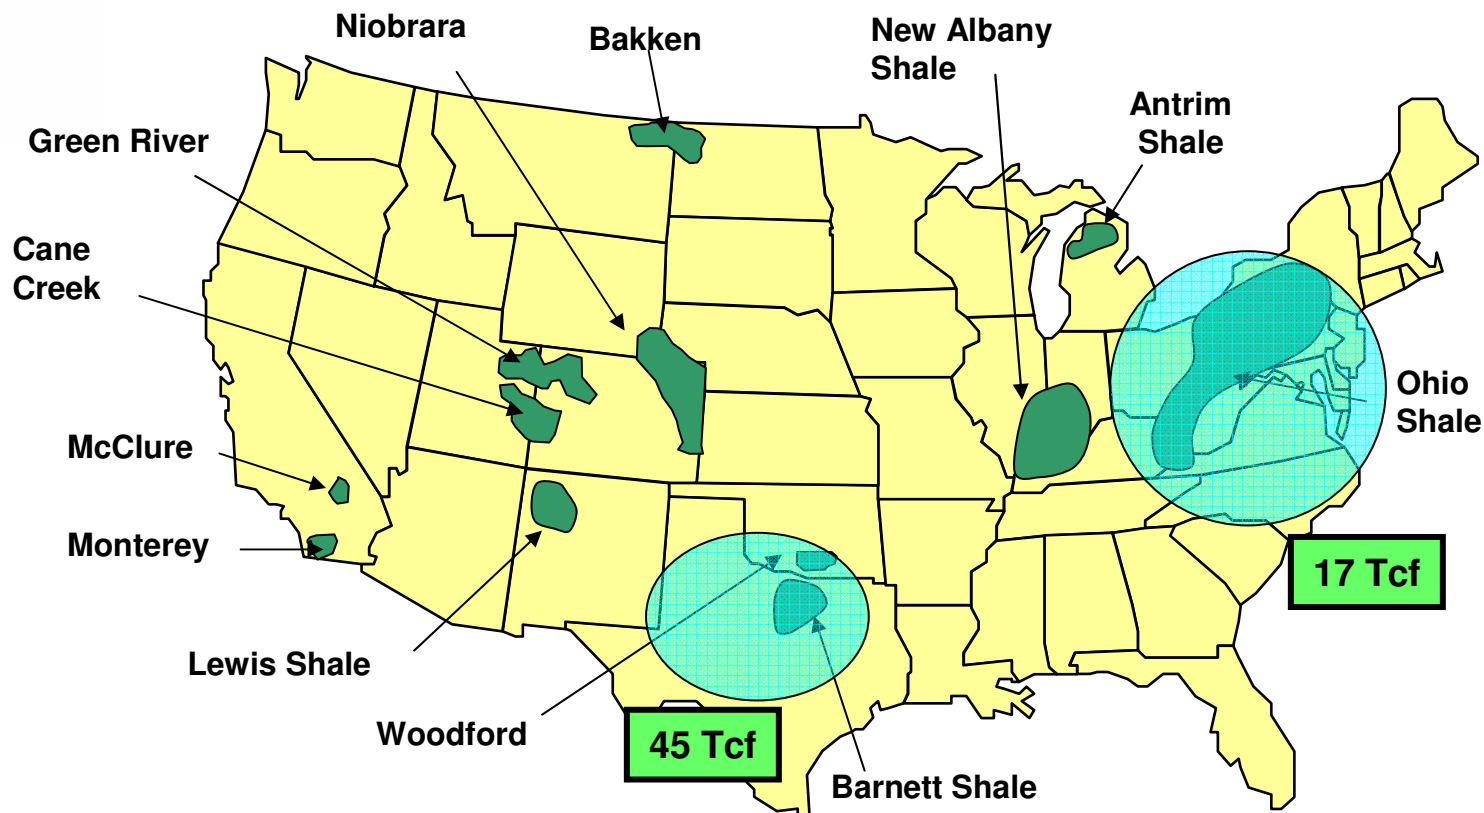 Niobrara
Bakken
New Albany
Shale
Antrim
Shale
Green River
Cane
Creek
Ohio
Shale
McClure
Monterey
17 Tcf
Lewis Shale
Woodford
45 Tcf
Barnett Shale